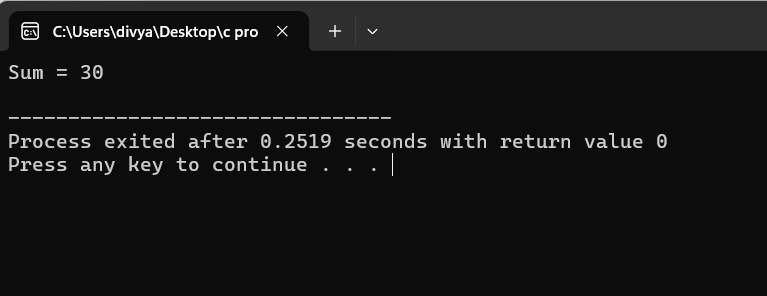 C:\Users\divya\Desktop\c pro
Sum = 30
--------------------------------
Process exited after 0.2519 seconds with return value 0
Press any key to continue . . .